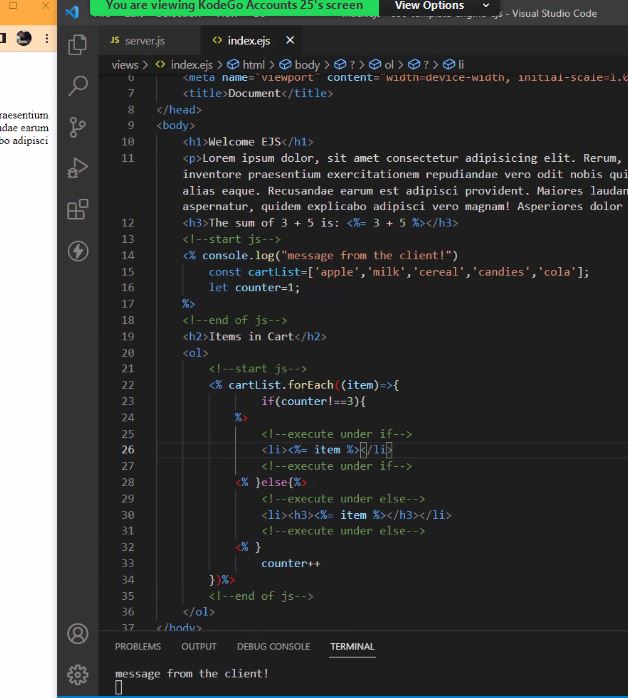 You are viewing KodeGo Accounts 25's screen
View Options
Visual Studio Code
server.js
index.ejs
views > index.ejs > html > body > ? > ol > ? > li
6 <meta name="viewport" content="width=device-width, initial-scale=1.0
7 <title>Document</title>
8 </head>
9 <body>
10 <h1>Welcome EJS</h1>
11 <p>Lorem ipsum dolor, sit amet consectetur adipisicing elit. Rerum,
inventore praesentium exercitationem repudiandae vero odit nobis qui
alias eaque. Recusandae earum est adipisci provident. Maiores laudan
aspernatur, quidem explicabo adipisci vero magnam! Asperiores dolor
12 <h3>The sum of 3 + 5 is: <%= 3 + 5 %></h3>
13 <!--start js-->
14 <% console.log("message from the client!")
15 const cartList=['apple','milk','cereal','candies','cola'];
16 let counter=1;
17 %>
18 <!--end of js-->
19 <h2>Items in Cart</h2>
20 <ol>
21 <!--start js-->
22 <% cartList.forEach((item)=>{
23 if(counter!==3){
24 %>
25 <!--execute under if-->
26 <li><%= item %></li>
27 <!--execute under if-->
28 <% }else{%>
29 <!--execute under else-->
30 <li><h3><%= item %></h3></li>
31 <!--execute under else-->
32 <% }
33 counter++
34 })%>
35 <!--end of js-->
36 </ol>
37 </body>
raesentium
ndae earum
bo adipisci
PROBLEMS OUTPUT DEBUG CONSOLE TERMINAL
message from the client!